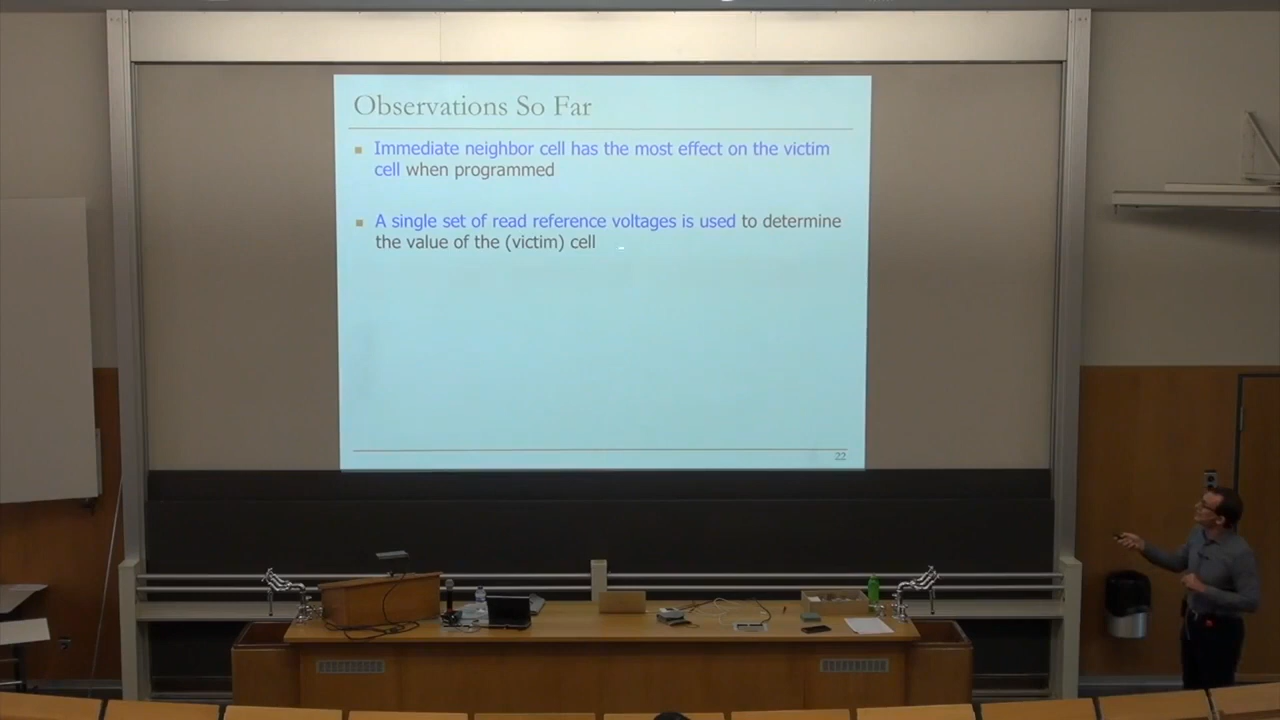 Observations So Far
Immediate neighbor cell has the most effect on the victim
cell when programmed
A single set of read reference voltages is used to determine
the value of the (victim) cell
22